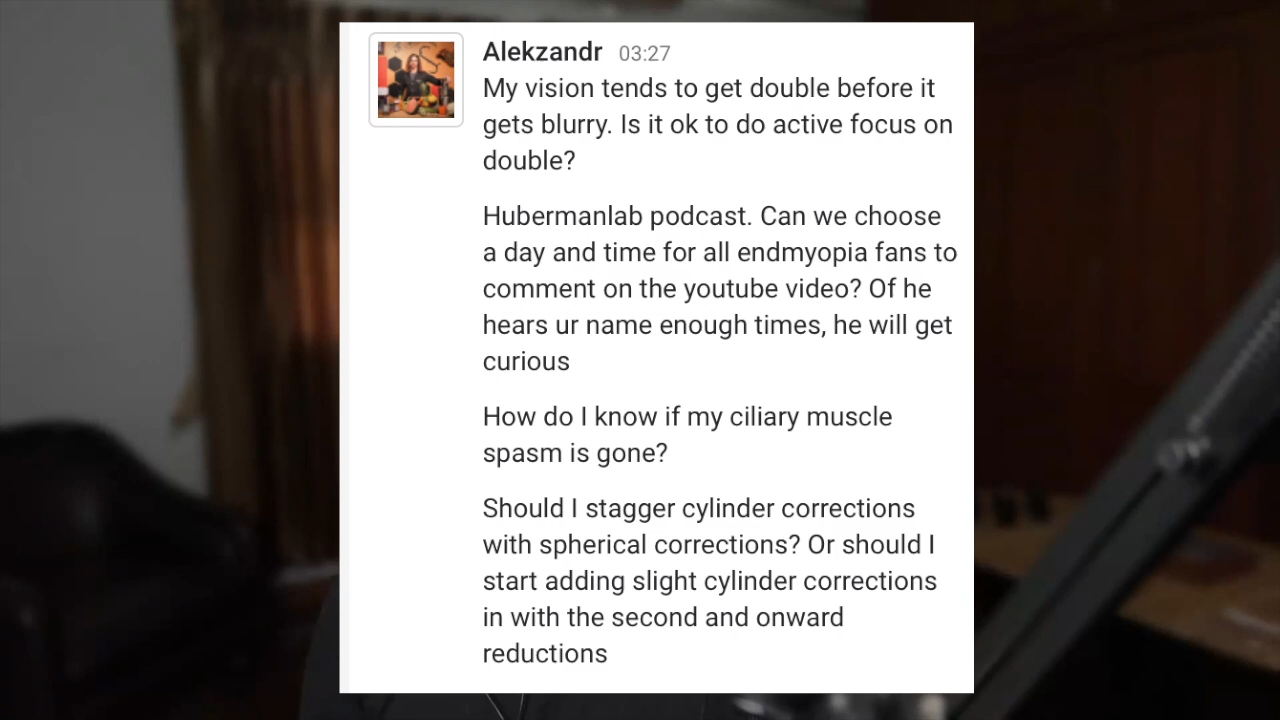 Alekzandr 03:27
My vision tends to get double before it
gets blurry. Is it ok to do active focus on
double?
Hubermanlab podcast. Can we choose
a day and time for all endmyopia fans to
comment on the youtube video? Of he
hears ur name enough times, he will get
curious
How do I know if my ciliary muscle
spasm is gone?
Should I stagger cylinder corrections
with spherical corrections? Or should I
start adding slight cylinder corrections
in with the second and onward
reductions